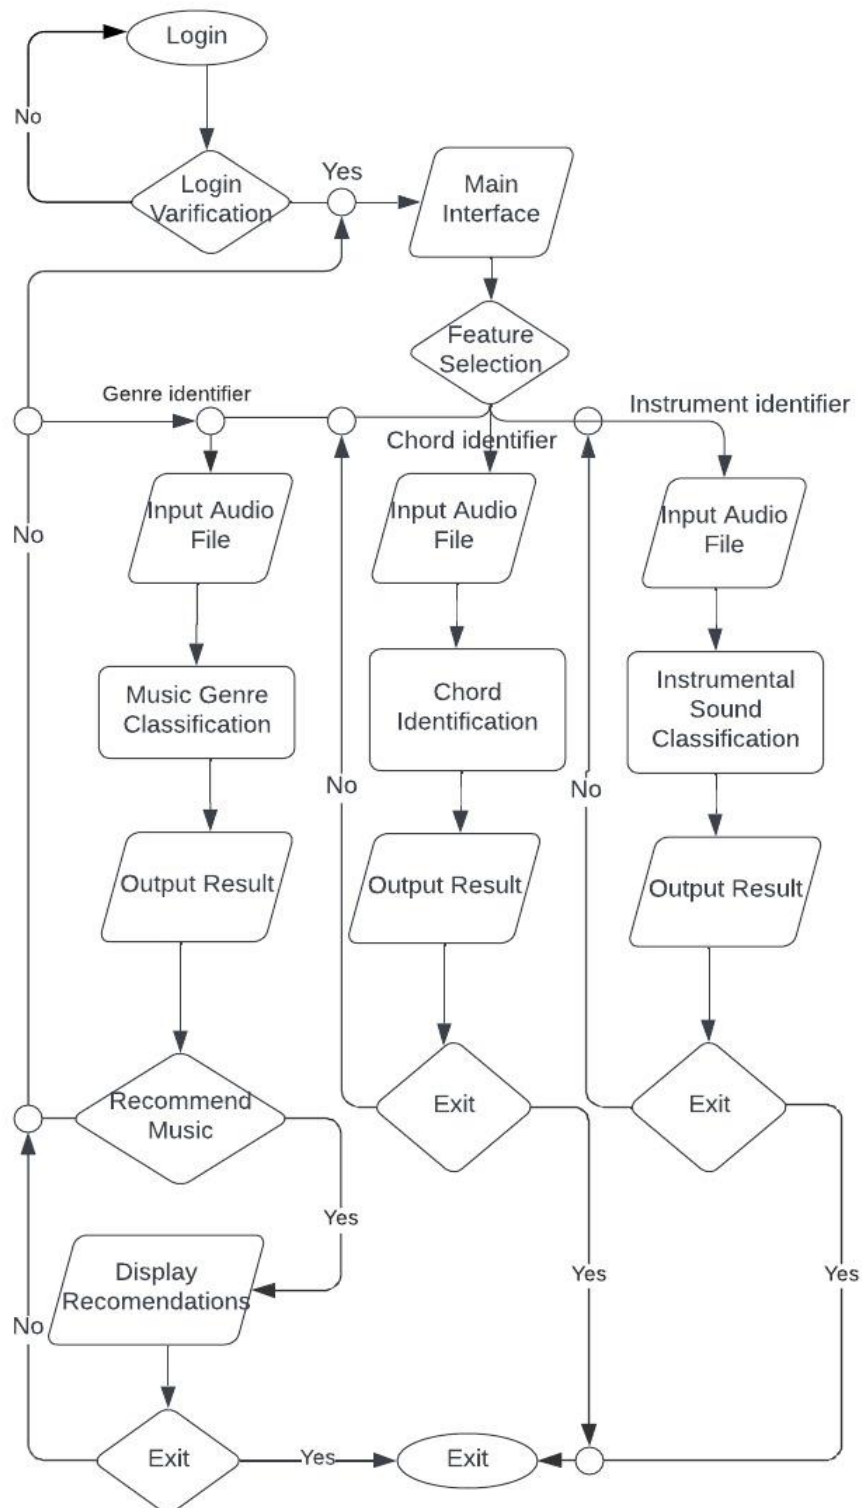 Login
No
Login
Varification
Yes
Main
Interface
Feature
Selection
Genre identifier
Chord identifier
Instrument identifier
No
Input Audio
File
Input Audio
File
Input Audio
File
Music Genre
Classification
Chord
Identification
Instrumental
Sound
Classification
No
No
Output Result
Output Result
Output Result
Recommend
Music
Exit
Exit
Yes
Display
Recomendations
Yes
Yes
No
Exit
Yes
Exit